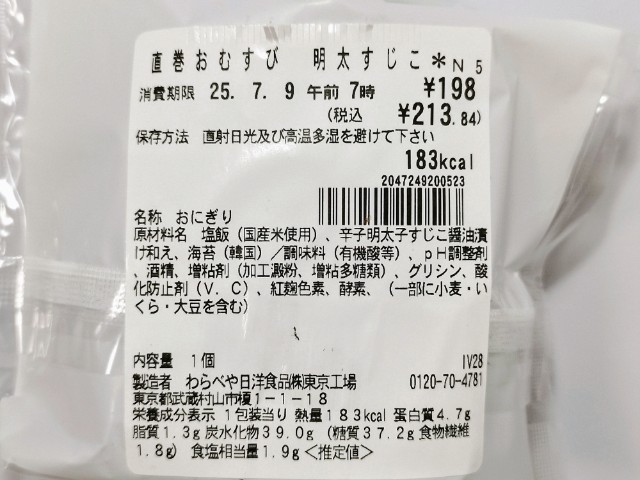 直巻おむすび 明太すじこ*N5
消費期限 25. 7. 9 午前 7時 ¥198
(税込 ¥213.84)
保存方法 直射日光及び高温多湿を避けて下さい
183kcal
2047249200523
名称 おにぎり
原材料名 塩飯(国産米使用)、辛子明太子すじこ醤油漬
け和え、海苔(韓国)/調味料(有機酸等)、pH調整剤
、酒精、増粘剤(加工澱粉、増粘多糖類)、グリシン、酸
化防止剤(V.C)、紅麹色素、酵素、(一部に小麦・い
くら・大豆を含む)
内容量 1個 IV28
製造者 わらべや日洋食品㈱東京工場 0120-70-4781
東京都武蔵村山市榎1-1-18
栄養成分表示 1包装当り 熱量183kcal 蛋白質4.7g
脂質1.3g 炭水化物39.0g (糖質37.2g 食物繊維
1.8g) 食塩相当量1.9g<推定値>